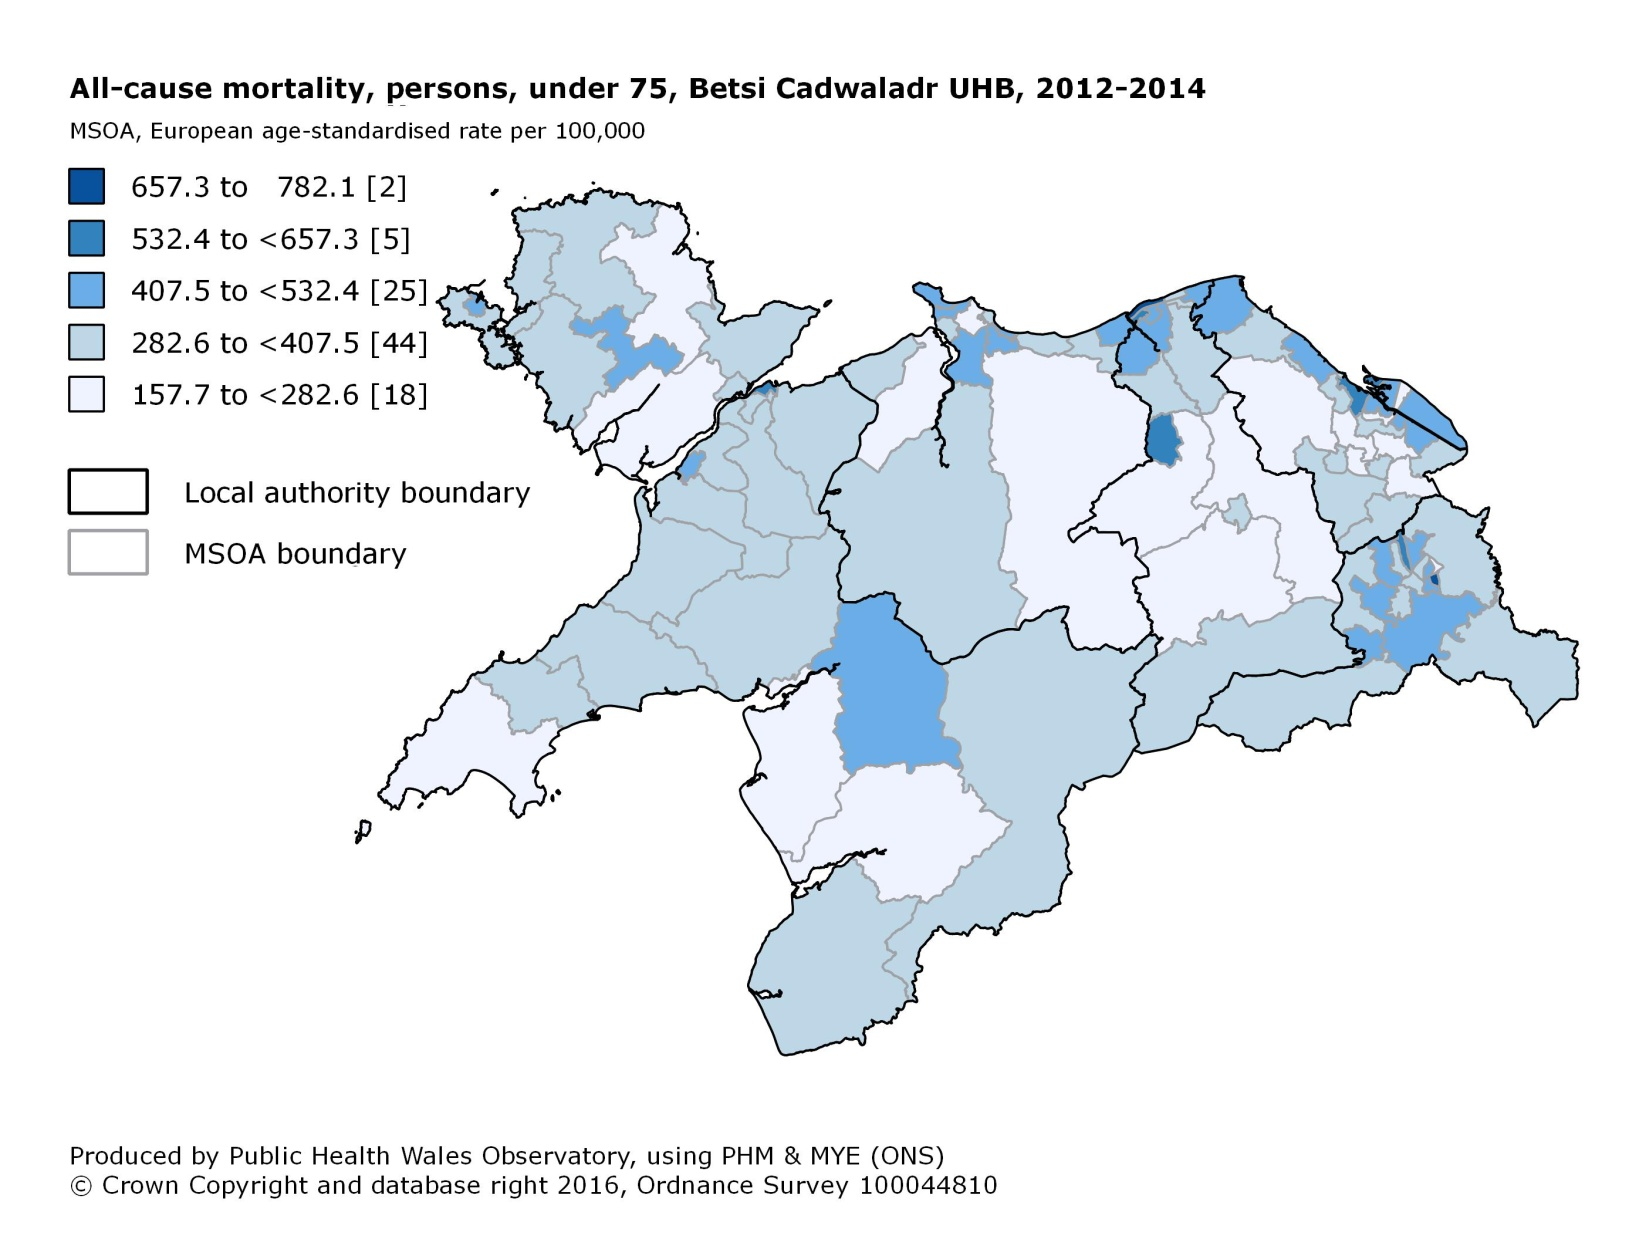 All-cause mortality, persons, under 75, Betsi Cadwaladr UHB, 2012-2014
MSOA, European age-standardised rate per 100,000
657.3 to 782.1 [2]
532.4 to <657.3 [5]
407.5 to <532.4 [25]
282.6 to <407.5 [44]
157.7 to <282.6 [18]
Local authority boundary
MSOA boundary
Produced by Public Health Wales Observatory, using PHM & MYE (ONS)
© Crown Copyright and database right 2016, Ordnance Survey 100044810